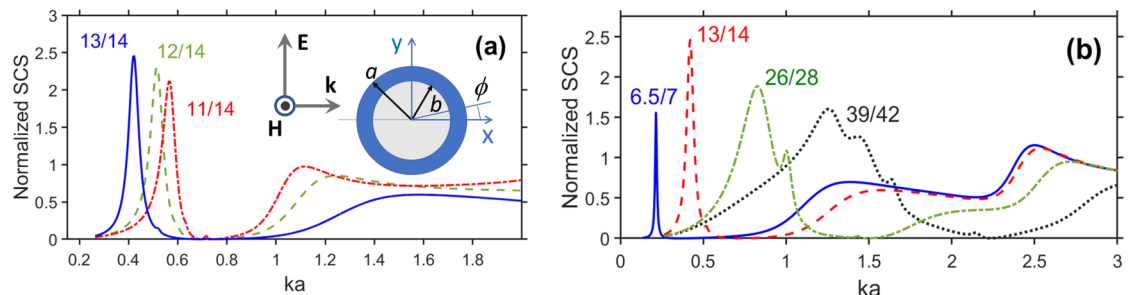 (a)
Normalized SCS
3
2.5
2
1.5
1
0.5
0
13/14
12/14
11/14
E
k
H
y
a
b
ϕ
x
0.2 0.4 0.6 0.8 1 1.2 1.4 1.6 1.8
ka
(b)
Normalized SCS
2.5
2
1.5
1
0.5
0
6.5/7
13/14
26/28
39/42
0 0.5 1 1.5 2 2.5 3
ka